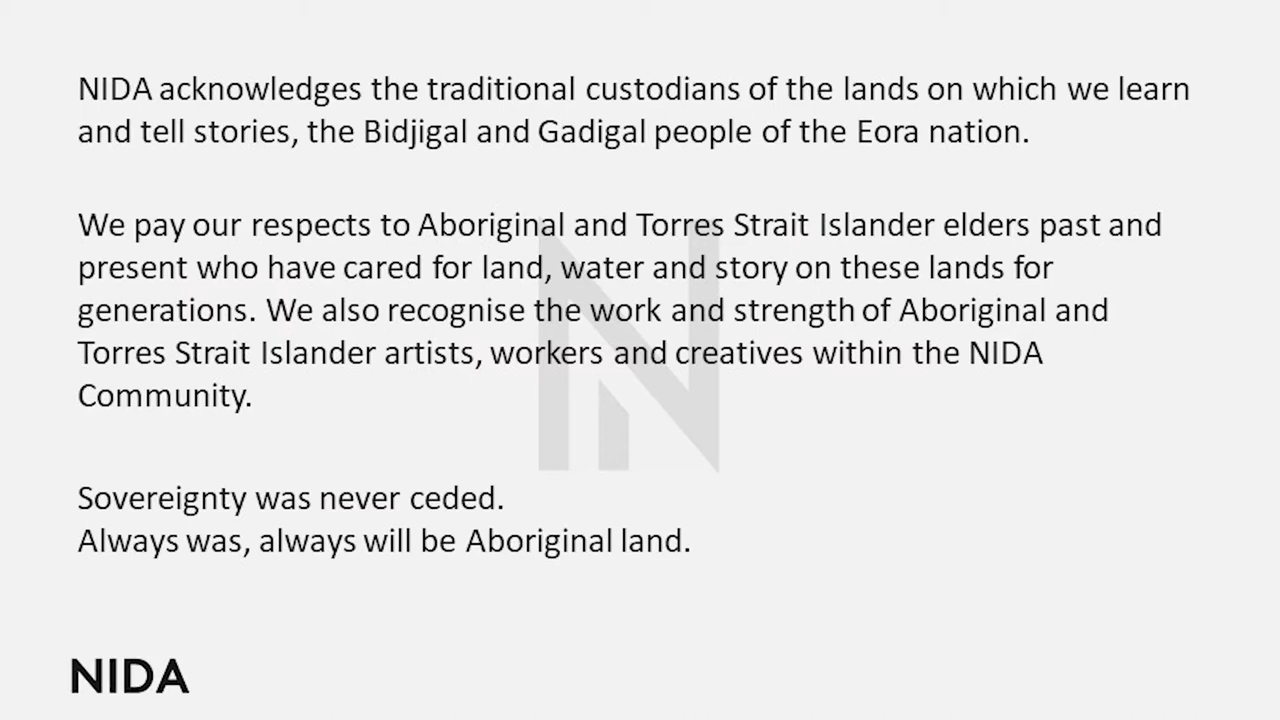 NIDA acknowledges the traditional custodians of the lands on which we learn
and tell stories, the Bidjigal and Gadigal people of the Eora nation.
We pay our respects to Aboriginal and Torres Strait Islander elders past and
present who have cared for land, water and story on these lands for
generations. We also recognise the work and strength of Aboriginal and
Torres Strait Islander artists, workers and creatives within the NIDA
Community.
Sovereignty was never ceded.
Always was, always will be Aboriginal land.
NIDA